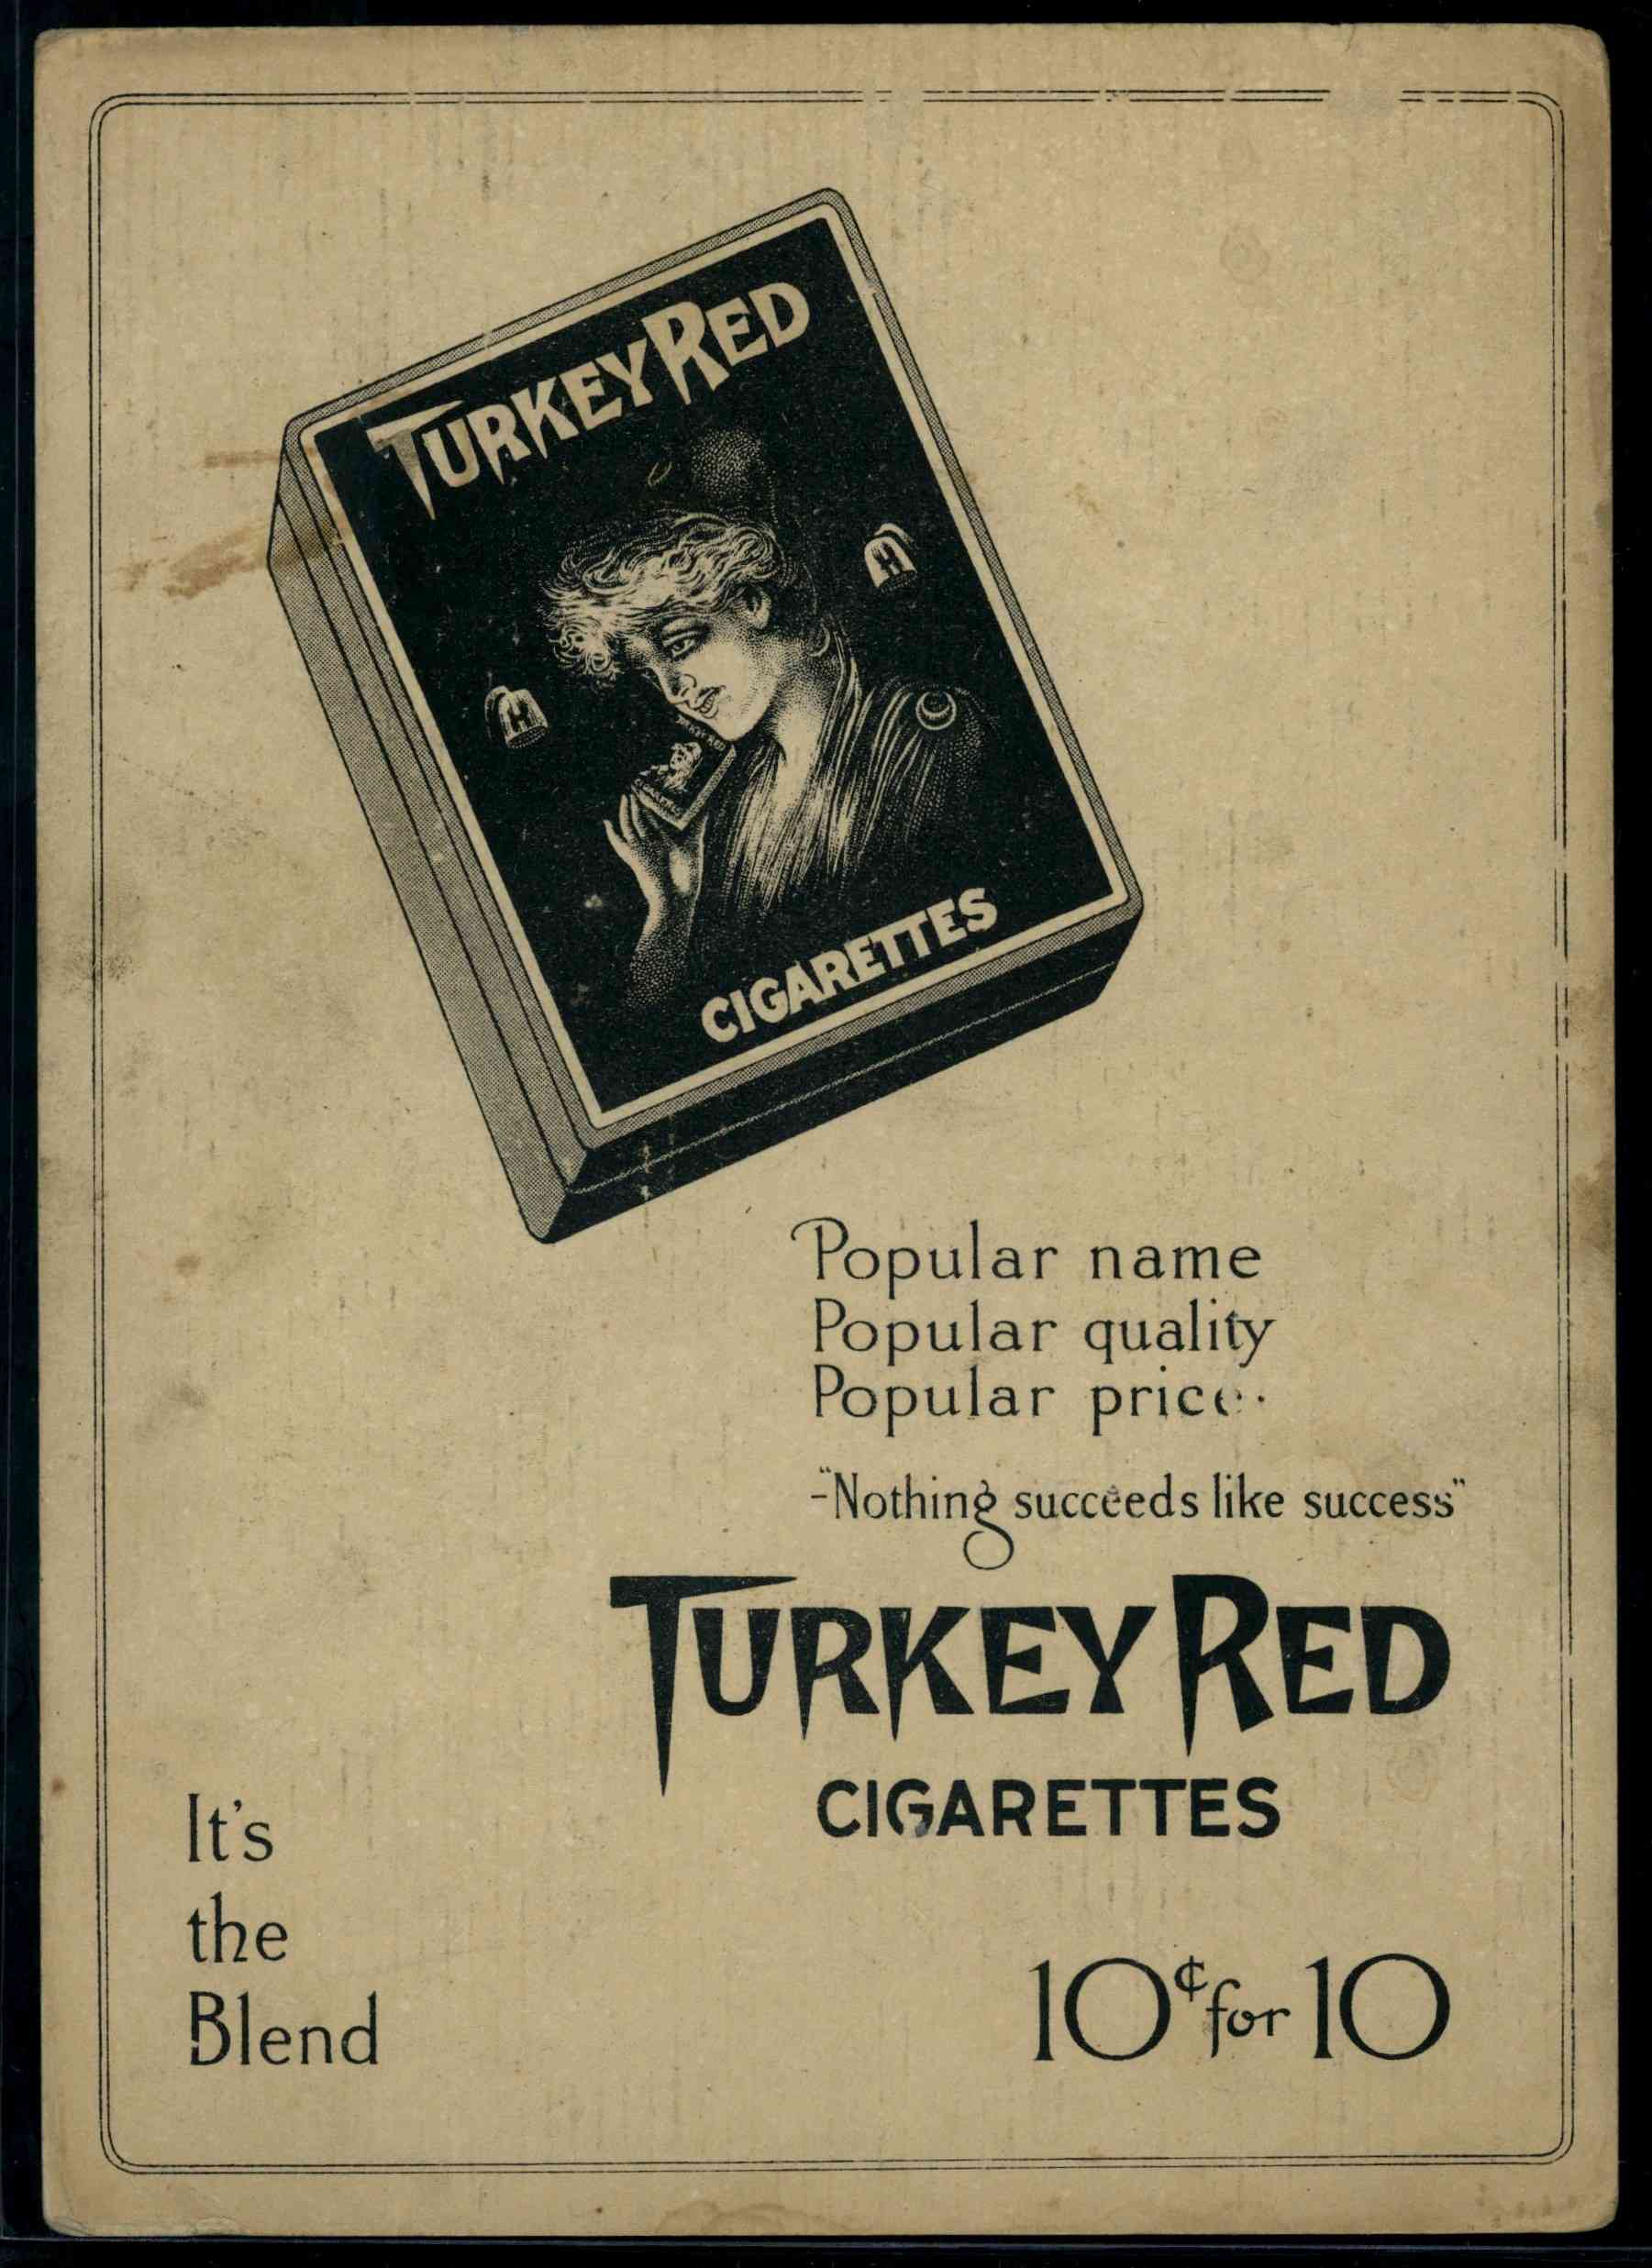 TURKEY RED
H
H
CIGARETTES
Popular name
Popular quality
Popular price.
-"Nothing succeeds like success"
TURKEY RED
CIGARETTES
It's
the
Blend
10¢ for 10